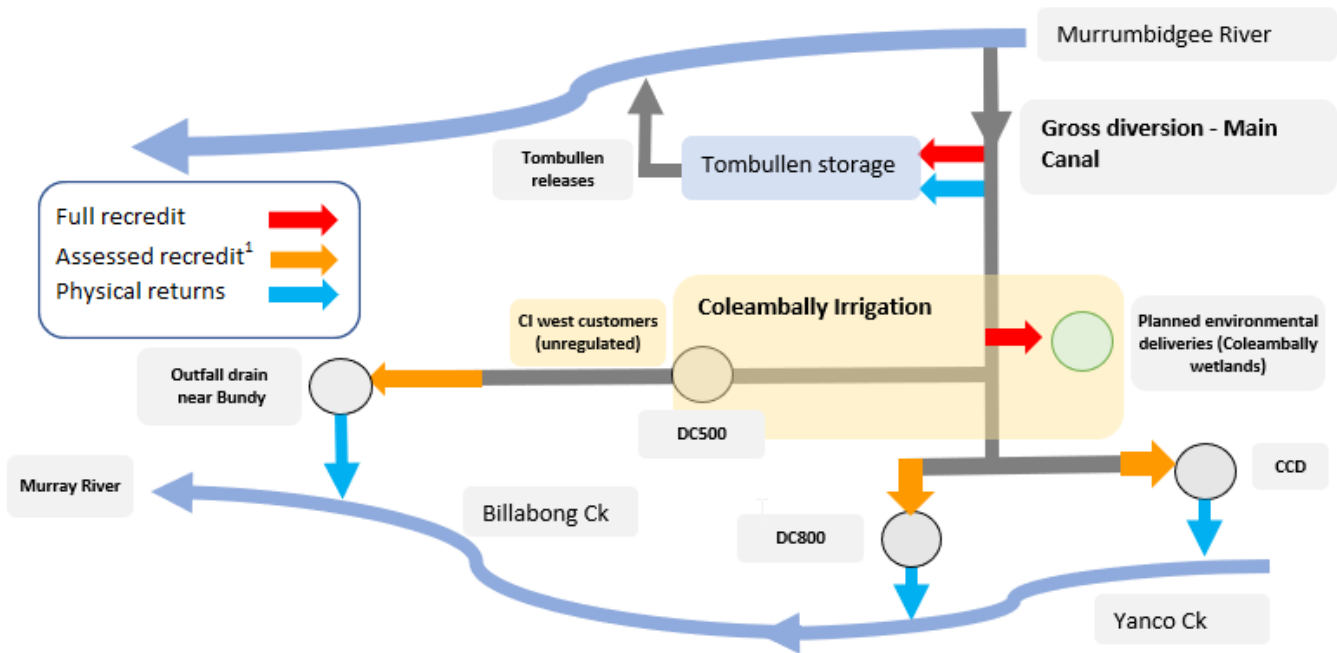 Murrumbidgee River
Gross diversion - Main
Canal
Tombullen
releases
Tombullen storage
Full recredit
Assessed recredit¹
Physical returns
CI west customers
(unregulated)
Coleambally Irrigation
Planned environmental
deliveries (Coleambally
wetlands)
Outfall drain
near Bundy
DC500
Murray River
Billabong Ck
DC800
CCD
Yanco Ck